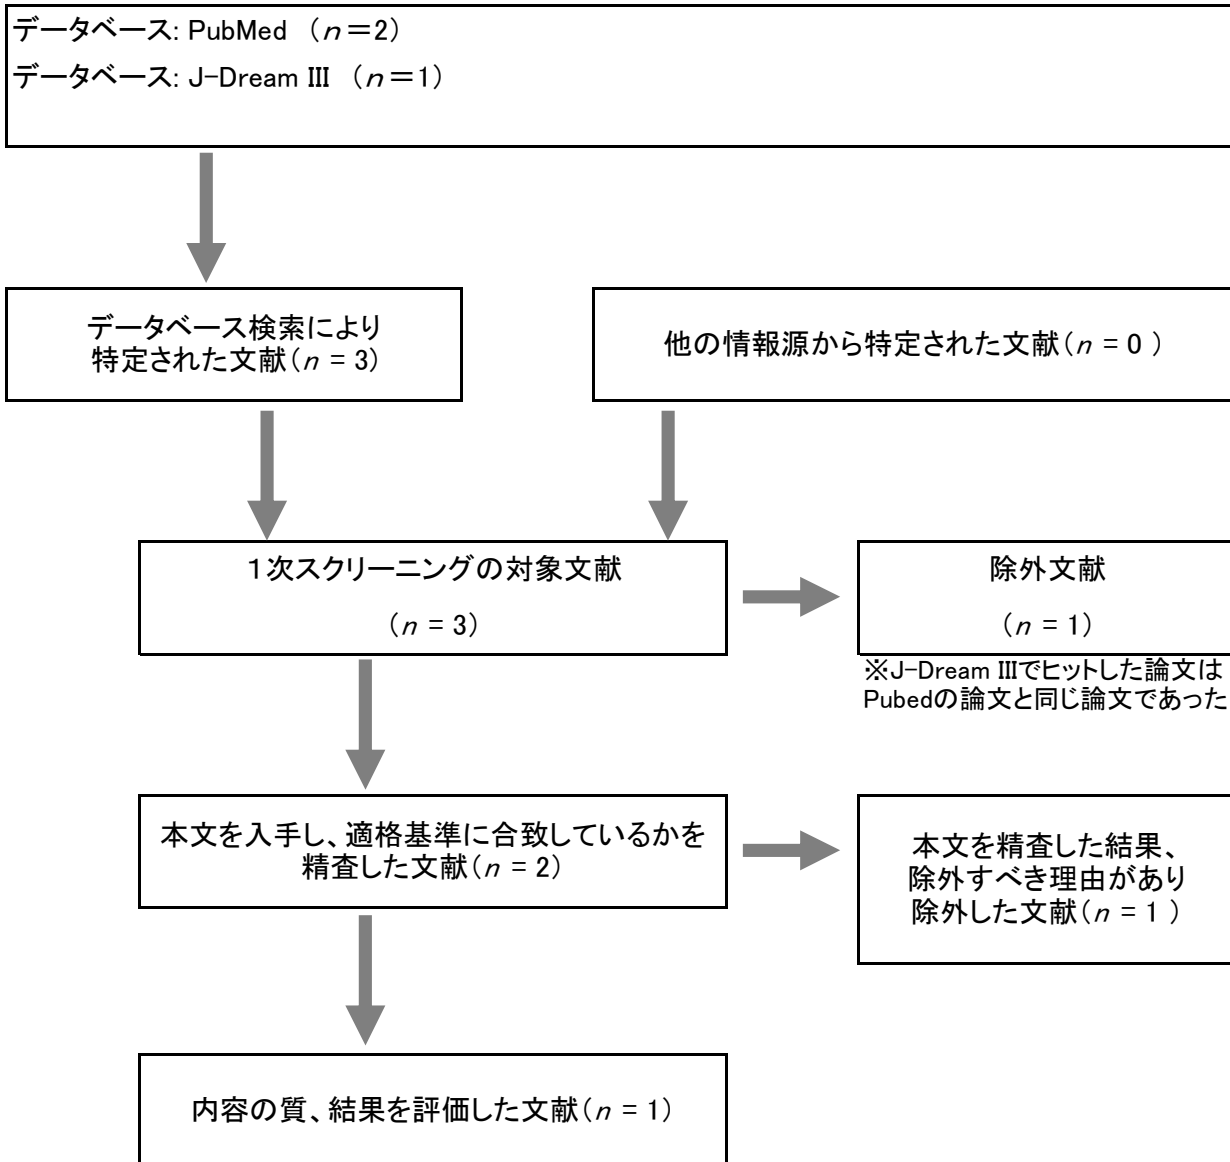 データベース: PubMed （n＝2）
データベース: J-Dream III （n＝1）
データベース検索により
特定された文献（n = 3）
他の情報源から特定された文献（n = 0 ）
１次スクリーニングの対象文献
（n = 3）
除外文献
（n = 1）
※J-Dream IIIでヒットした論文は
Pubedの論文と同じ論文であった
本文を入手し、適格基準に合致しているかを
精査した文献（n = 2）
本文を精査した結果、
除外すべき理由があり
除外した文献（n = 1 ）
内容の質、結果を評価した文献（n = 1）